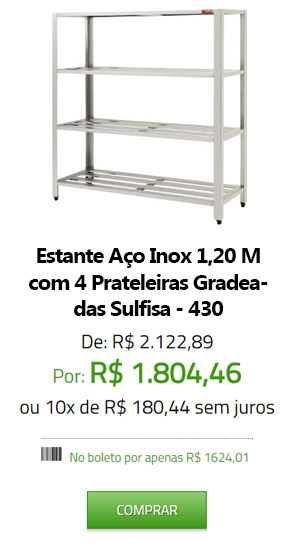 Estante Aço Inox 1,20 M
com 4 Prateleiras Gradea-
das Sulfisa - 430
De: R$ 2.122,89
Por: R$ 1.804,46
ou 10x de R$ 180,44 sem juros
No boleto por apenas R$ 1624,01
COMPRAR